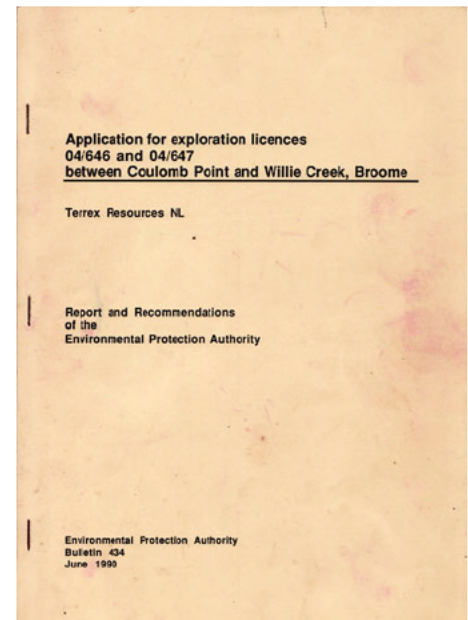 Application for exploration licences
04/646 and 04/647
between Coulomb Point and Willie Creek, Broome
Terrex Resources NL
Report and Recommendations
of the
Environmental Protection Authority
Environmental Protection Authority
Bulletin 434
June 1990